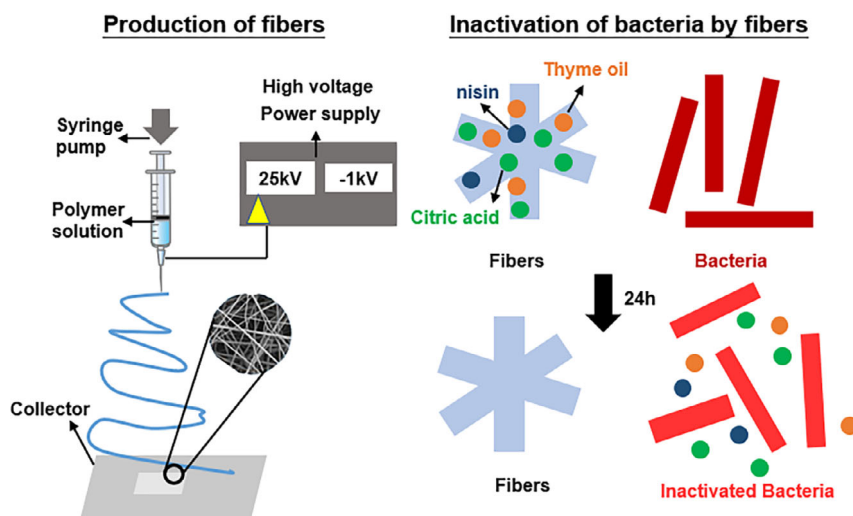 Production of fibers
High voltage
Power supply
Syringe
pump
25kV
-1kV
Polymer
solution
Collector
Inactivation of bacteria by fibers
nisin
Thyme oil
Citric acid
Fibers
Bacteria
24h
Fibers
Inactivated Bacteria